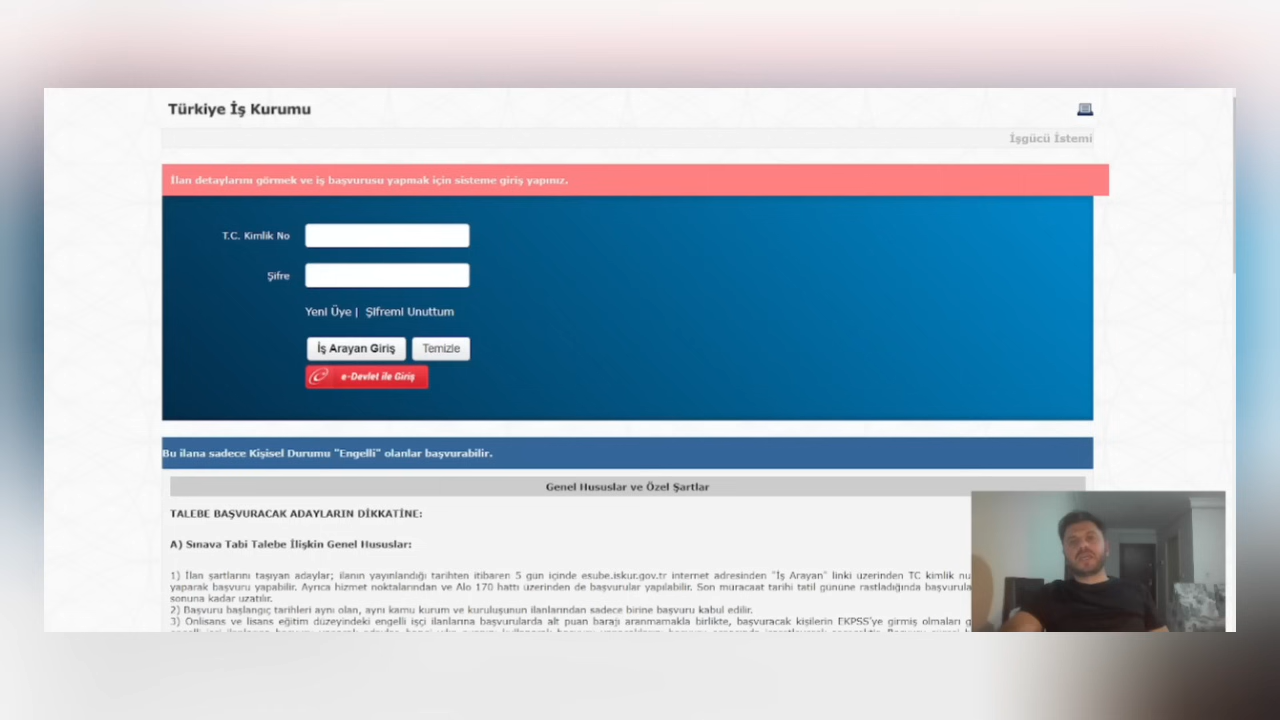 Türkiye İş Kurumu
İşgücü İstemi
İlan detaylarını görmek ve iş başvurusu yapmak için sisteme giriş yapınız.
T.C. Kimlik No
Şifre
Yeni Üye | Şifremi Unuttum
İş Arayan Giriş Temizle
e-Devlet ile Giriş
Bu ilana sadece Kişisel Durumu "Engelli" olanlar başvurabilir.
Genel Hususlar ve Özel Şartlar
TALEBE BAŞVURACAK ADAYLARIN DİKKATİNE:
A) Sınava Tabi Talebe İlişkin Genel Hususlar:
1) İlan şartlarını taşıyan adaylar; ilanın yayınlandığı tarihten itibaren 5 gün içinde esube.iskur.gov.tr internet adresinden "İş Arayan" linki üzerinden TC kimlik nu
yaparak başvuru yapabilir. Ayrıca hizmet noktalarından ve Alo 170 hattı üzerinden de başvurular yapılabilir. Son müracaat tarihi tatil gününe rastladığında başvurula
sonuna kadar uzatılır.
2) Başvuru başlangıç tarihleri aynı olan, aynı kamu kurum ve kuruluşunun ilanlarından sadece birine başvuru kabul edilir.
3) Önlisans ve lisans eğitim düzeyindeki engelli işçi ilanlarına başvurularda alt puan barajı aranmamakla birlikte, başvuracak kişilerin EKPSS'ye girmiş olmaları g